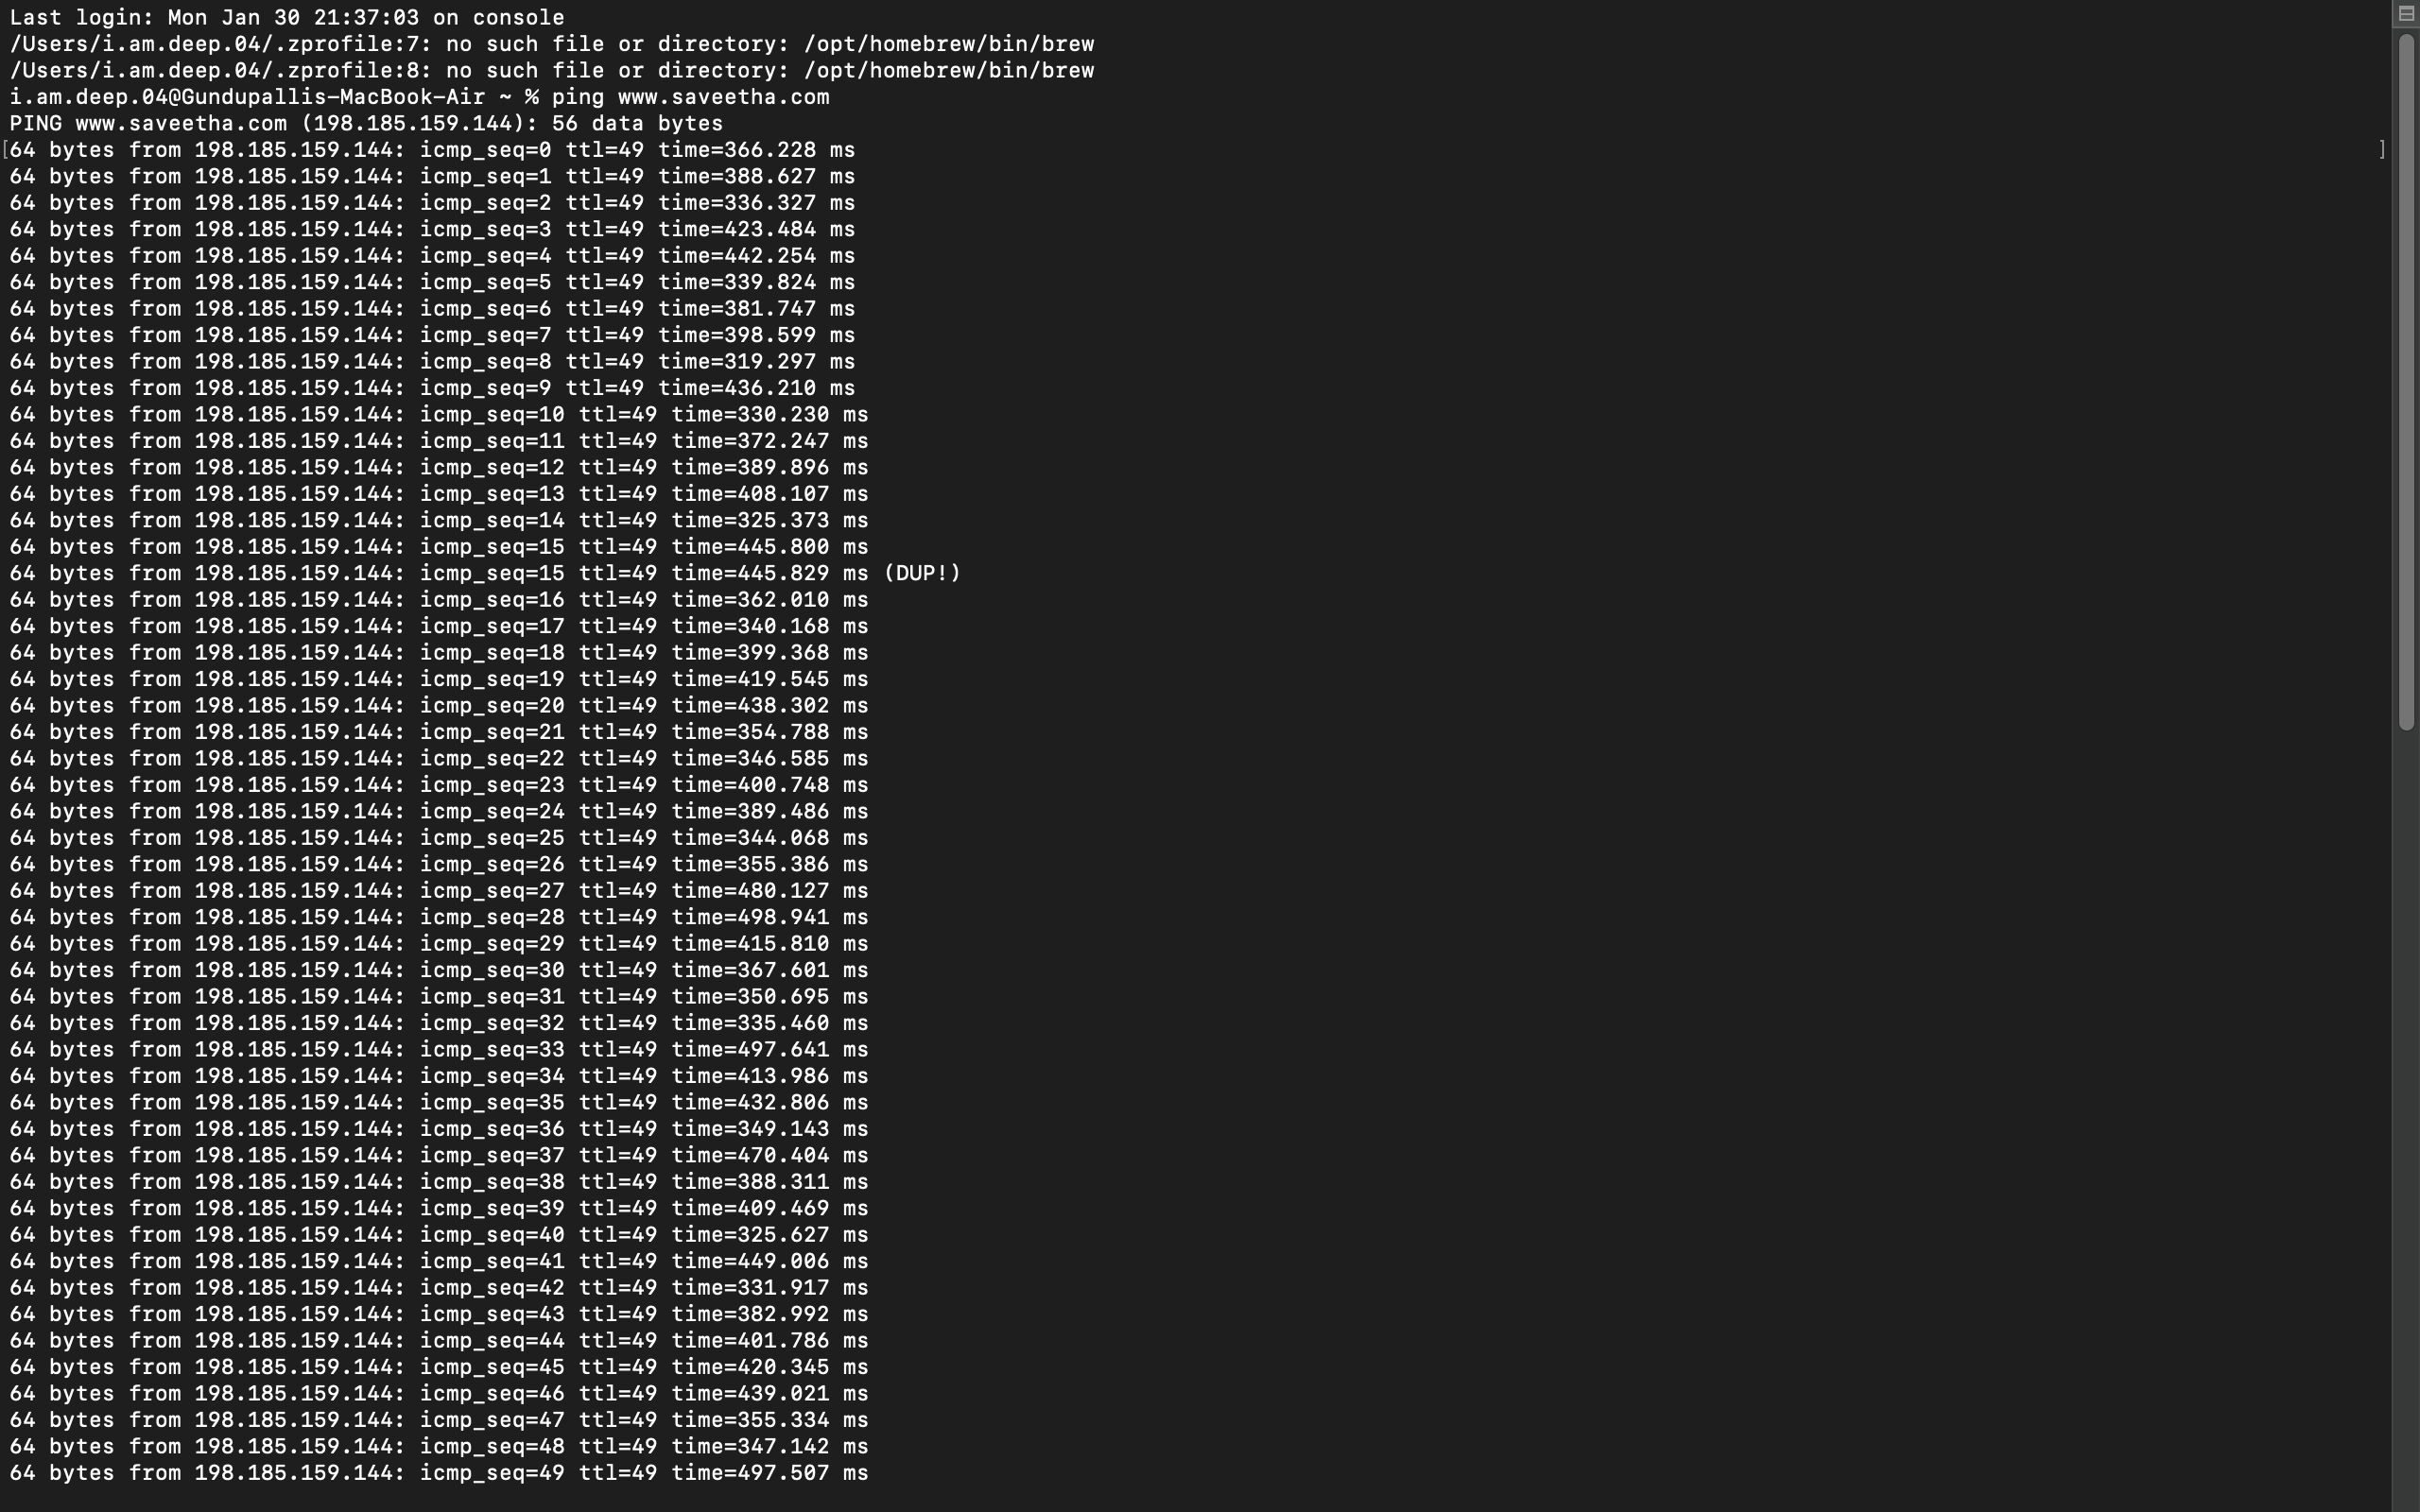 Last login: Mon Jan 30 21:37:03 on console
/Users/i.am.deep.04/.zprofile:7: no such file or directory: /opt/homebrew/bin/brew
/Users/i.am.deep.04/.zprofile:8: no such file or directory: /opt/homebrew/bin/brew
i.am.deep.04@Gundupallis-MacBook-Air ~ % ping www.saveetha.com
PING www.saveetha.com (198.185.159.144): 56 data bytes
[64 bytes from 198.185.159.144: icmp_seq=0 ttl=49 time=366.228 ms ]
64 bytes from 198.185.159.144: icmp_seq=1 ttl=49 time=388.627 ms
64 bytes from 198.185.159.144: icmp_seq=2 ttl=49 time=336.327 ms
64 bytes from 198.185.159.144: icmp_seq=3 ttl=49 time=423.484 ms
64 bytes from 198.185.159.144: icmp_seq=4 ttl=49 time=442.254 ms
64 bytes from 198.185.159.144: icmp_seq=5 ttl=49 time=339.824 ms
64 bytes from 198.185.159.144: icmp_seq=6 ttl=49 time=381.747 ms
64 bytes from 198.185.159.144: icmp_seq=7 ttl=49 time=398.599 ms
64 bytes from 198.185.159.144: icmp_seq=8 ttl=49 time=319.297 ms
64 bytes from 198.185.159.144: icmp_seq=9 ttl=49 time=436.210 ms
64 bytes from 198.185.159.144: icmp_seq=10 ttl=49 time=330.230 ms
64 bytes from 198.185.159.144: icmp_seq=11 ttl=49 time=372.247 ms
64 bytes from 198.185.159.144: icmp_seq=12 ttl=49 time=389.896 ms
64 bytes from 198.185.159.144: icmp_seq=13 ttl=49 time=408.107 ms
64 bytes from 198.185.159.144: icmp_seq=14 ttl=49 time=325.373 ms
64 bytes from 198.185.159.144: icmp_seq=15 ttl=49 time=445.800 ms
64 bytes from 198.185.159.144: icmp_seq=15 ttl=49 time=445.829 ms (DUP!)
64 bytes from 198.185.159.144: icmp_seq=16 ttl=49 time=362.010 ms
64 bytes from 198.185.159.144: icmp_seq=17 ttl=49 time=340.168 ms
64 bytes from 198.185.159.144: icmp_seq=18 ttl=49 time=399.368 ms
64 bytes from 198.185.159.144: icmp_seq=19 ttl=49 time=419.545 ms
64 bytes from 198.185.159.144: icmp_seq=20 ttl=49 time=438.302 ms
64 bytes from 198.185.159.144: icmp_seq=21 ttl=49 time=354.788 ms
64 bytes from 198.185.159.144: icmp_seq=22 ttl=49 time=346.585 ms
64 bytes from 198.185.159.144: icmp_seq=23 ttl=49 time=400.748 ms
64 bytes from 198.185.159.144: icmp_seq=24 ttl=49 time=389.486 ms
64 bytes from 198.185.159.144: icmp_seq=25 ttl=49 time=344.068 ms
64 bytes from 198.185.159.144: icmp_seq=26 ttl=49 time=355.386 ms
64 bytes from 198.185.159.144: icmp_seq=27 ttl=49 time=480.127 ms
64 bytes from 198.185.159.144: icmp_seq=28 ttl=49 time=498.941 ms
64 bytes from 198.185.159.144: icmp_seq=29 ttl=49 time=415.810 ms
64 bytes from 198.185.159.144: icmp_seq=30 ttl=49 time=367.601 ms
64 bytes from 198.185.159.144: icmp_seq=31 ttl=49 time=350.695 ms
64 bytes from 198.185.159.144: icmp_seq=32 ttl=49 time=335.460 ms
64 bytes from 198.185.159.144: icmp_seq=33 ttl=49 time=497.641 ms
64 bytes from 198.185.159.144: icmp_seq=34 ttl=49 time=413.986 ms
64 bytes from 198.185.159.144: icmp_seq=35 ttl=49 time=432.806 ms
64 bytes from 198.185.159.144: icmp_seq=36 ttl=49 time=349.143 ms
64 bytes from 198.185.159.144: icmp_seq=37 ttl=49 time=470.404 ms
64 bytes from 198.185.159.144: icmp_seq=38 ttl=49 time=388.311 ms
64 bytes from 198.185.159.144: icmp_seq=39 ttl=49 time=409.469 ms
64 bytes from 198.185.159.144: icmp_seq=40 ttl=49 time=325.627 ms
64 bytes from 198.185.159.144: icmp_seq=41 ttl=49 time=449.006 ms
64 bytes from 198.185.159.144: icmp_seq=42 ttl=49 time=331.917 ms
64 bytes from 198.185.159.144: icmp_seq=43 ttl=49 time=382.992 ms
64 bytes from 198.185.159.144: icmp_seq=44 ttl=49 time=401.786 ms
64 bytes from 198.185.159.144: icmp_seq=45 ttl=49 time=420.345 ms
64 bytes from 198.185.159.144: icmp_seq=46 ttl=49 time=439.021 ms
64 bytes from 198.185.159.144: icmp_seq=47 ttl=49 time=355.334 ms
64 bytes from 198.185.159.144: icmp_seq=48 ttl=49 time=347.142 ms
64 bytes from 198.185.159.144: icmp_seq=49 ttl=49 time=497.507 ms